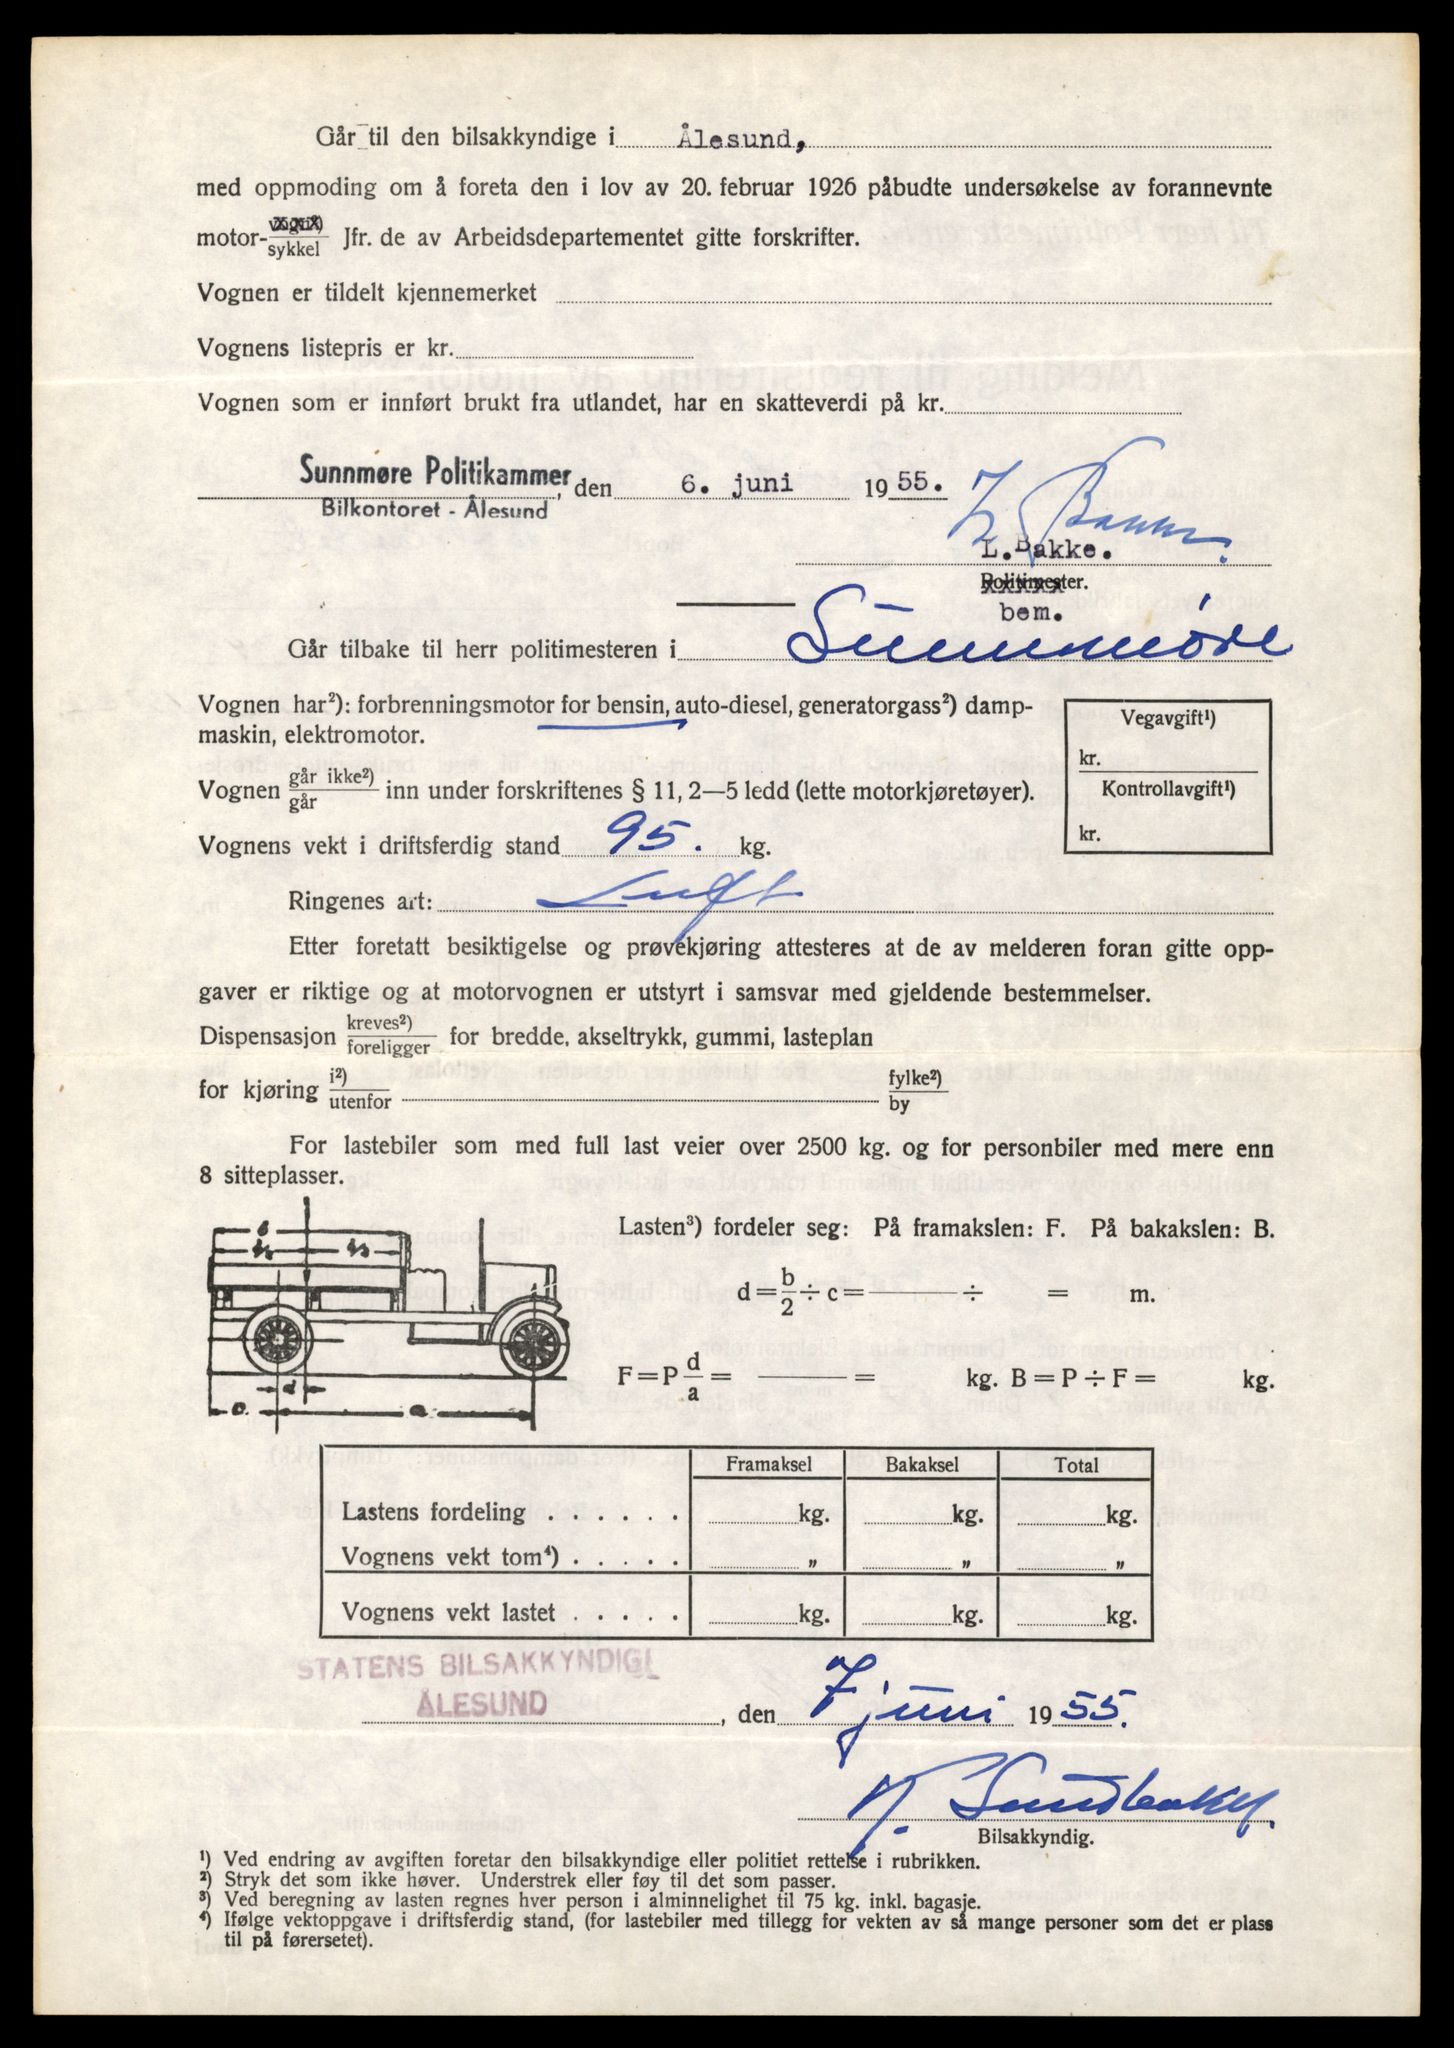 Går til den bilsakkyndige i Ålesund,
med oppmoding om å foreta den i lov av 20. februar 1926 påbudte undersøkelse av forannevnte
motor-vogn¹) sykkel Jfr. de av Arbeidsdepartementet gitte forskrifter.
Vognen er tildelt kjennemerket
Vognens listepris er kr.
Vognen som er innført brukt fra utlandet, har en skatteverdi på kr.
Sunnmøre Politikammer, den 6. juni 1955.
Bilkontoret - Ålesund
L. Bakke.
Politimester.
bem.
Går tilbake til herr politimesteren i Sunnmøre
Vognen har²): forbrenningsmotor for bensin, auto-diesel, generatorgass²) damp-
maskin, elektromotor.
Vegavgift¹)
kr.
Kontrollavgift¹)
kr.
Vognen går ikke²) går inn under forskriftenes § 11, 2—5 ledd (lette motorkjøretøyer).
Vognens vekt i driftsferdig stand 95. kg.
Ringenes art: Luft
Etter foretatt besiktigelse og prøvekjøring attesteres at de av melderen foran gitte opp-
gaver er riktige og at motorvognen er utstyrt i samsvar med gjeldende bestemmelser.
Dispensasjon kreves²) foreligger for bredde, akseltrykk, gummi, lasteplan
for kjøring i²) utenfor fylke²) by
For lastebiler som med full last veier over 2500 kg. og for personbiler med mere enn
8 sitteplasser.
Lasten³) fordeler seg: På framakslen: F. På bakakslen: B.
d = b/2 ÷ c = ÷ = m.
F = P d/a = = kg. B = P ÷ F = kg.
Framaksel Bakaksel Total
Lastens fordeling . . . . . . kg. kg. kg.
Vognens vekt tom⁴) . . . . . „ „ „
Vognens vekt lastet . . . . . kg. kg. kg.
STATENS BILSAKKYNDIGE
ÅLESUND
, den 7 juni 1955.
Bilsakkyndig.
¹) Ved endring av avgiften foretar den bilsakkyndige eller politiet rettelse i rubrikken.
²) Stryk det som ikke høver. Understrek eller føy til det som passer.
³) Ved beregning av lasten regnes hver person i alminnelighet til 75 kg. inkl. bagasje.
⁴) Ifølge vektoppgave i driftsferdig stand, (for lastebiler med tillegg for vekten av så mange personer som det er plass
til på førersetet).